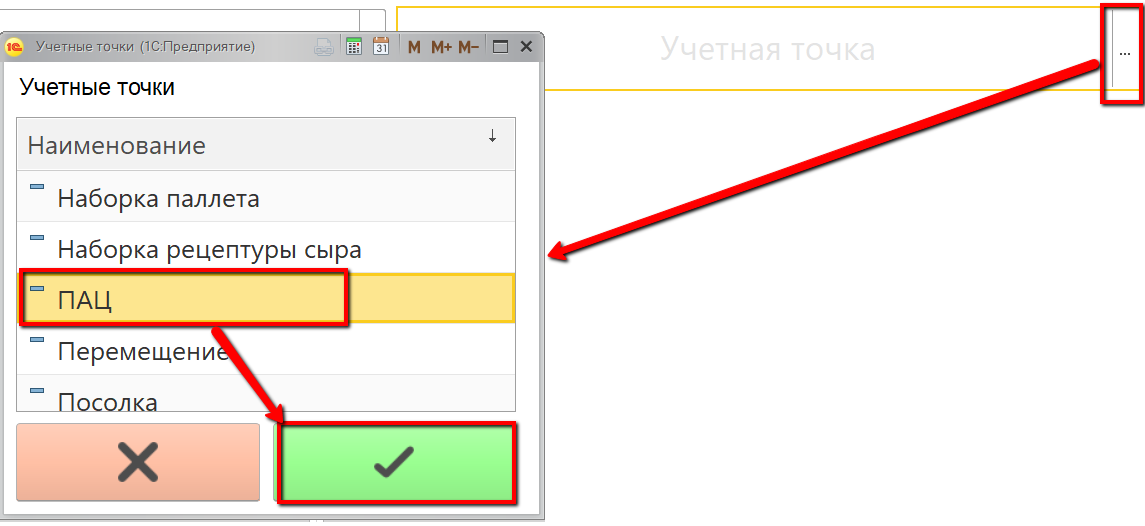 Учетные точки (1С:Предприятие)
31
M M+ M–
Учетная точка
...
Учетные точки
Наименование
Наборка паллета
Наборка рецептуры сыра
ПАЦ
Перемещение
Посолка